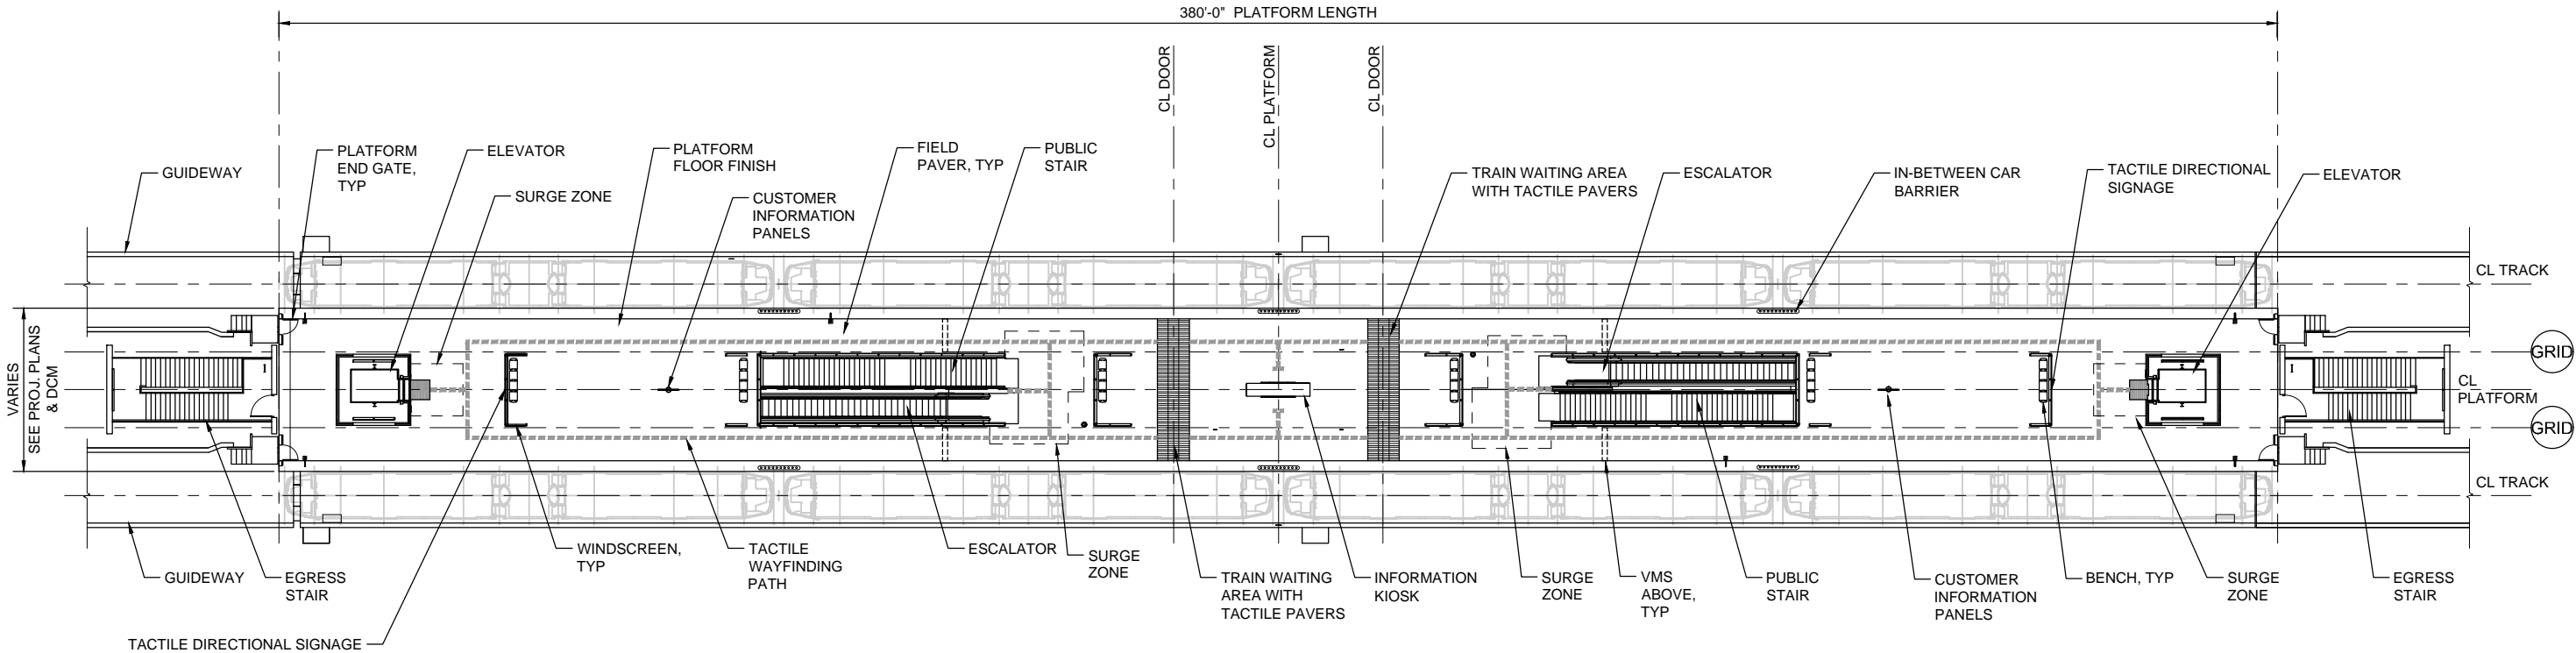 380'-0" PLATFORM LENGTH
CL DOOR
CL PLATFORM
CL DOOR
GUIDEWAY
PLATFORM
END GATE,
TYP
ELEVATOR
SURGE ZONE
PLATFORM
FLOOR FINISH
CUSTOMER
INFORMATION
PANELS
FIELD
PAVER, TYP
PUBLIC
STAIR
TRAIN WAITING AREA
WITH TACTILE PAVERS
ESCALATOR
IN-BETWEEN CAR
BARRIER
TACTILE DIRECTIONAL
SIGNAGE
ELEVATOR
CL TRACK
VARIES
SEE PROJ. PLANS
& DCM
GRID
CL
PLATFORM
GRID
CL TRACK
GUIDEWAY
EGRESS
STAIR
TACTILE DIRECTIONAL SIGNAGE
WINDSCREEN,
TYP
TACTILE
WAYFINDING
PATH
ESCALATOR
SURGE
ZONE
TRAIN WAITING
AREA WITH
TACTILE PAVERS
INFORMATION
KIOSK
SURGE
ZONE
VMS
ABOVE,
TYP
PUBLIC
STAIR
CUSTOMER
INFORMATION
PANELS
BENCH, TYP
SURGE
ZONE
EGRESS
STAIR